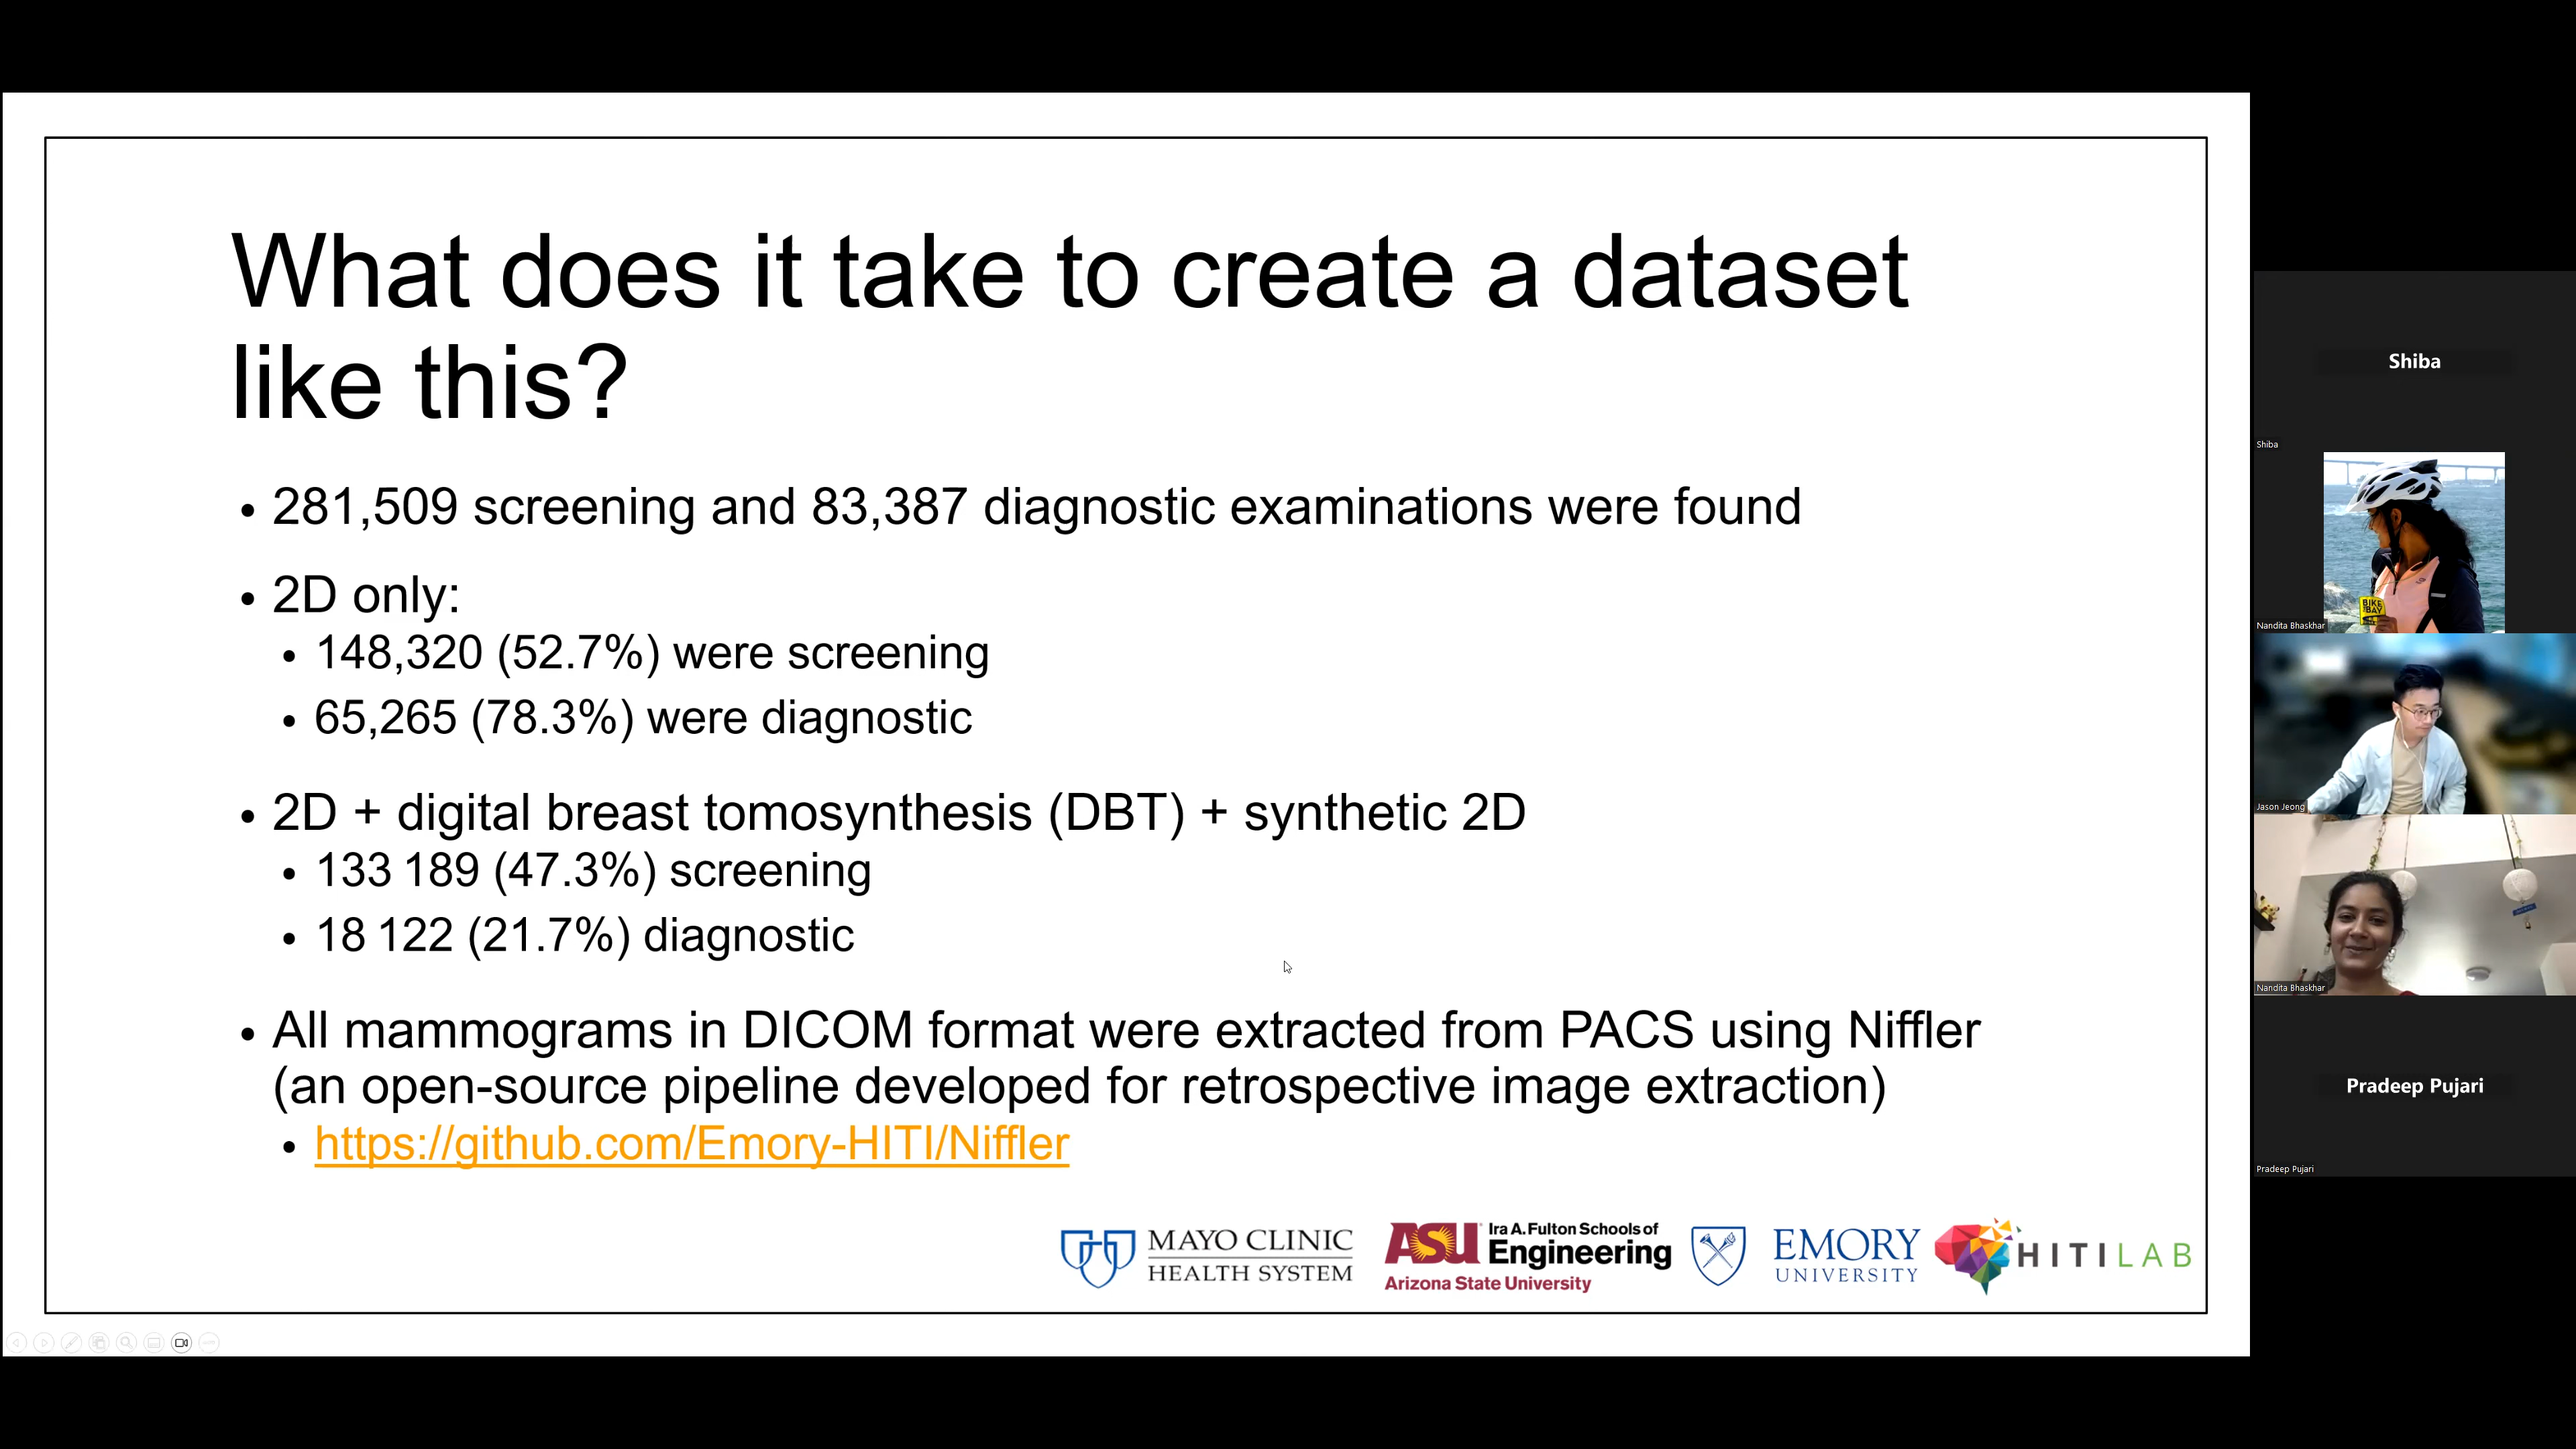 What does it take to create a dataset
like this?
• 281,509 screening and 83,387 diagnostic examinations were found
• 2D only:
• 148,320 (52.7%) were screening
• 65,265 (78.3%) were diagnostic
• 2D + digital breast tomosynthesis (DBT) + synthetic 2D
• 133 189 (47.3%) screening
• 18 122 (21.7%) diagnostic
• All mammograms in DICOM format were extracted from PACS using Niffler
(an open-source pipeline developed for retrospective image extraction)
• https://github.com/Emory-HITI/Niffler
MAYO CLINIC
HEALTH SYSTEM
ASU
Ira A. Fulton Schools of
Engineering
Arizona State University
EMORY
UNIVERSITY
HITILAB
Shiba
Shiba
BIKE
THE
BAY
Nandita Bhaskhar
Jason Jeong
Nandita Bhaskhar
Pradeep Pujari
Pradeep Pujari